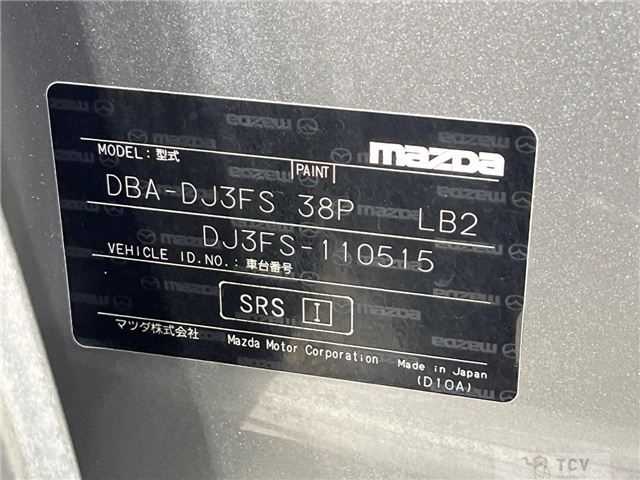 MODEL:型式 PAINT mazda
DBA-DJ3FS 38P LB2
DJ3FS-110515
VEHICLE ID.NO.:車台番号
SRS I
マツダ株式会社 Mazda Motor Corporation Made in Japan
(D10A)
TCV